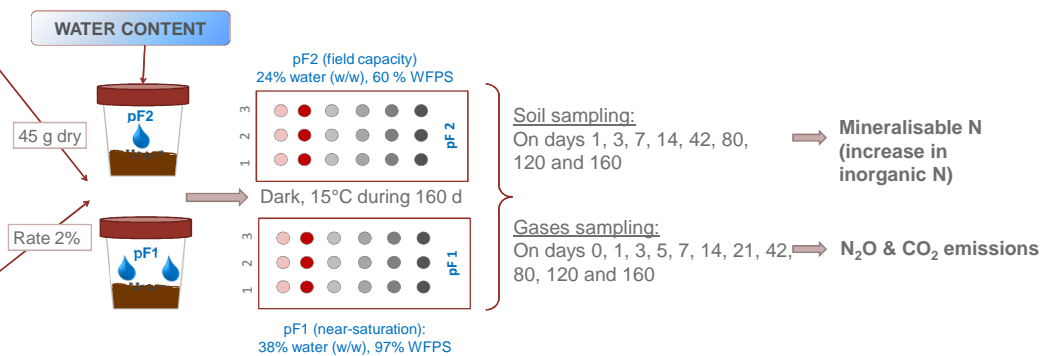 WATER CONTENT
pF2 (field capacity)
24% water (w/w), 60 % WFPS
pF2
45 g dry
3
2
1
pF 2
Soil sampling:
On days 1, 3, 7, 14, 42, 80,
120 and 160
Mineralisable N
(increase in
inorganic N)
Dark, 15°C during 160 d
Rate 2%
pF1
3
2
1
pF 1
Gases sampling:
On days 0, 1, 3, 5, 7, 14, 21, 42,
80, 120 and 160
N₂O & CO₂ emissions
pF1 (near-saturation):
38% water (w/w), 97% WFPS